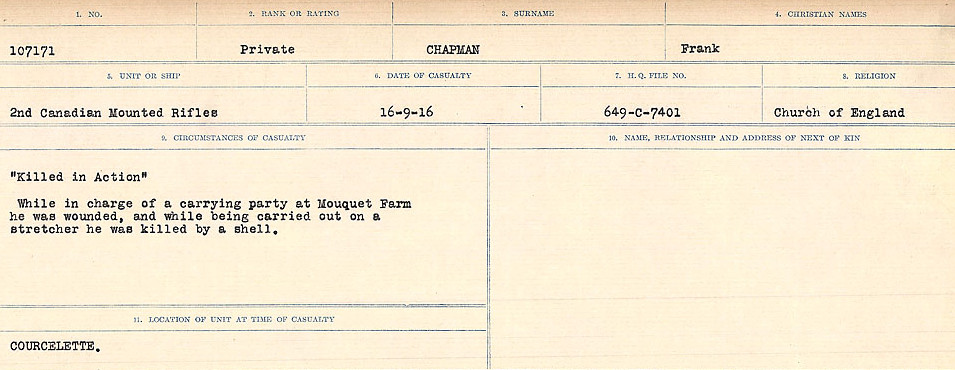 1. NO. 2. RANK OR RATING 3. SURNAME 4. CHRISTIAN NAMES
107171 Private CHAPMAN Frank
5. UNIT OR SHIP 6. DATE OF CASUALTY 7. H. Q. FILE NO. 8. RELIGION
2nd Canadian Mounted Rifles 16-9-16 649-C-7401 Church of England
9. CIRCUMSTANCES OF CASUALTY
"Killed in Action"
While in charge of a carrying party at Mouquet Farm
he was wounded, and while being carried out on a
stretcher he was killed by a shell.
10. NAME, RELATIONSHIP AND ADDRESS OF NEXT OF KIN
11. LOCATION OF UNIT AT TIME OF CASUALTY
COURCELETTE.